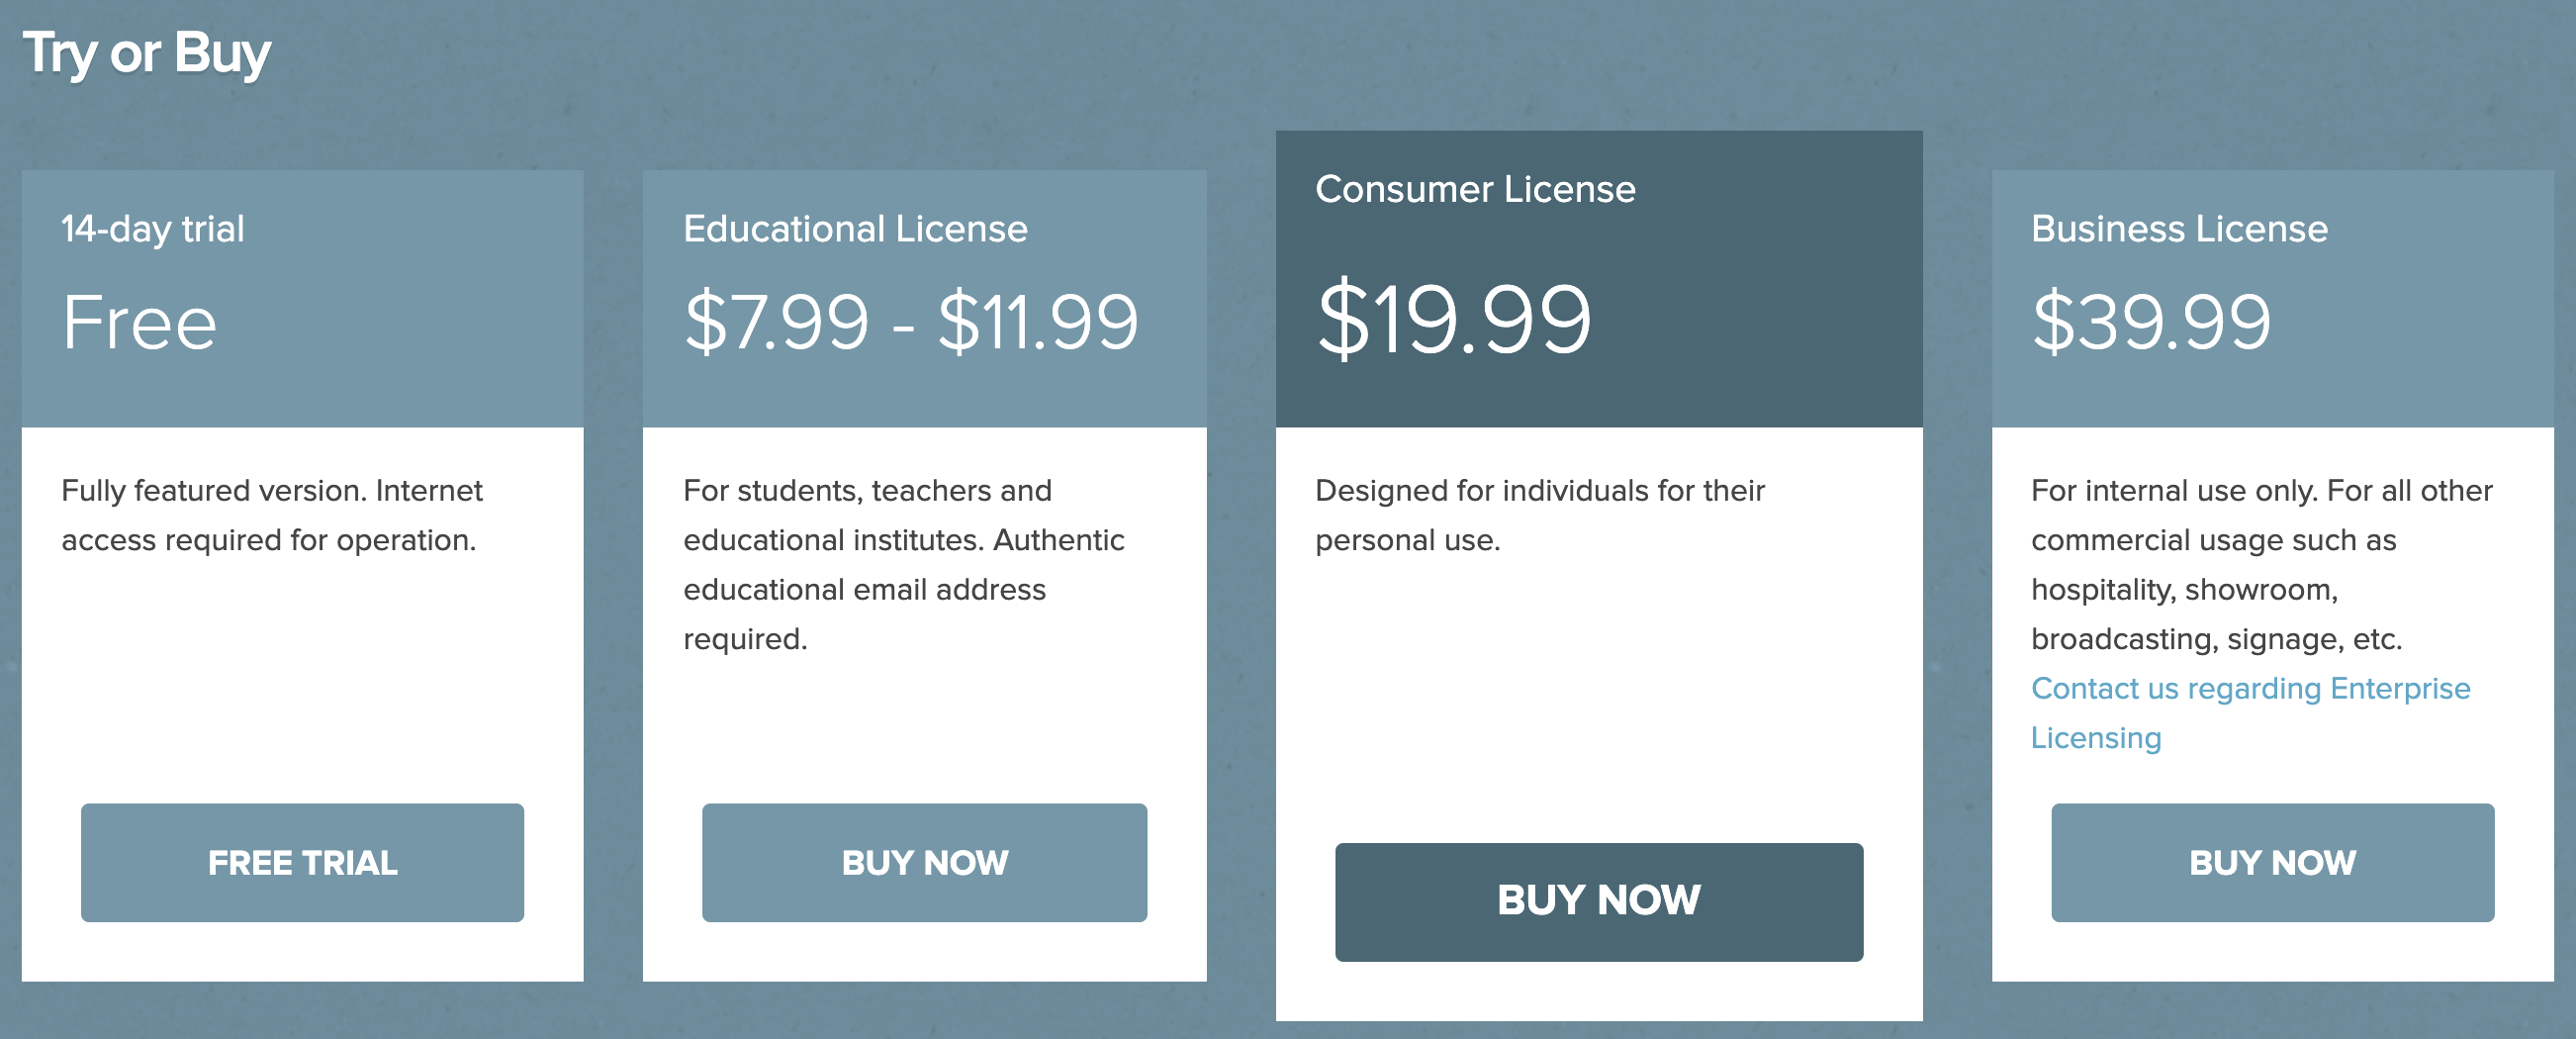 Try or Buy
14-day trial
Free
Fully featured version. Internet
access required for operation.
FREE TRIAL
Educational License
$7.99 - $11.99
For students, teachers and
educational institutes. Authentic
educational email address
required.
BUY NOW
Consumer License
$19.99
Designed for individuals for their
personal use.
BUY NOW
Business License
$39.99
For internal use only. For all other
commercial usage such as
hospitality, showroom,
broadcasting, signage, etc.
Contact us regarding Enterprise
Licensing
BUY NOW